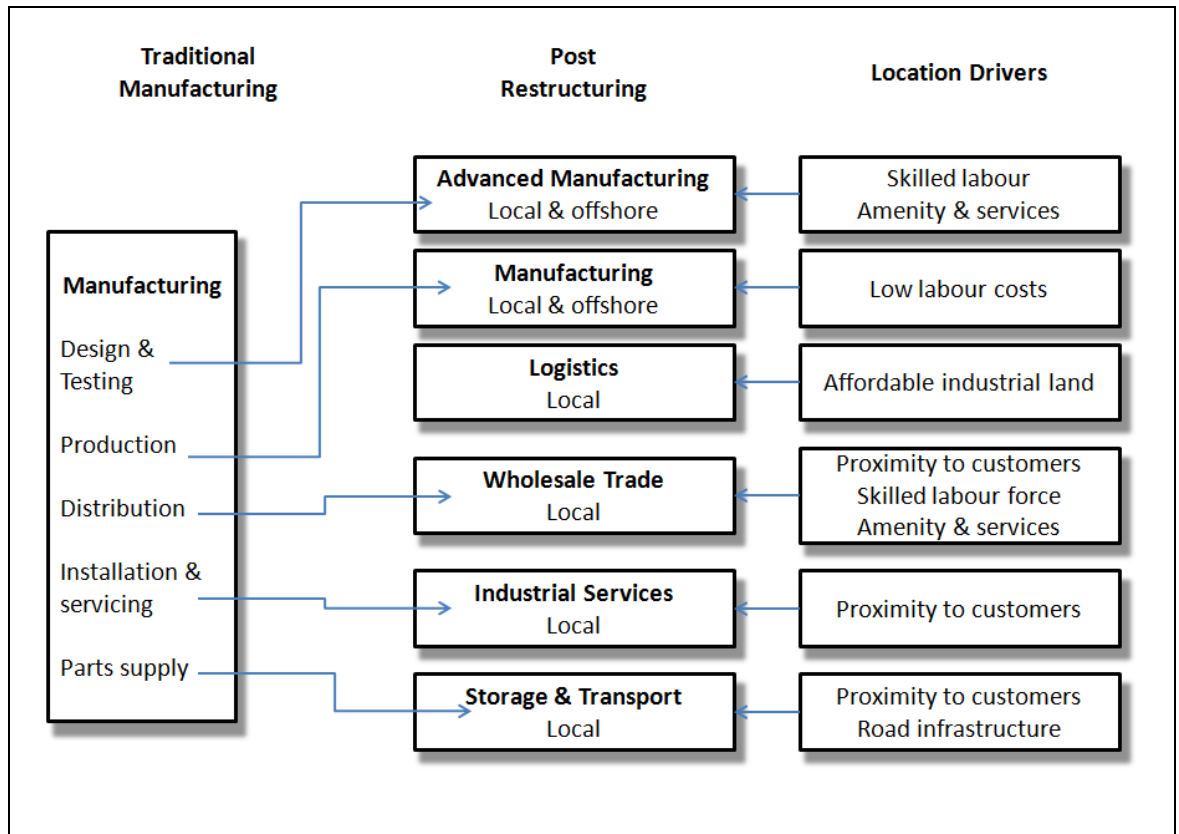 Traditional
Manufacturing
Post
Restructuring
Location Drivers
Manufacturing
Design &
Testing
Production
Distribution
Installation &
servicing
Parts supply
Advanced Manufacturing
Local & offshore
Manufacturing
Local & offshore
Logistics
Local
Wholesale Trade
Local
Industrial Services
Local
Storage & Transport
Local
Skilled labour
Amenity & services
Low labour costs
Affordable industrial land
Proximity to customers
Skilled labour force
Amenity & services
Proximity to customers
Proximity to customers
Road infrastructure